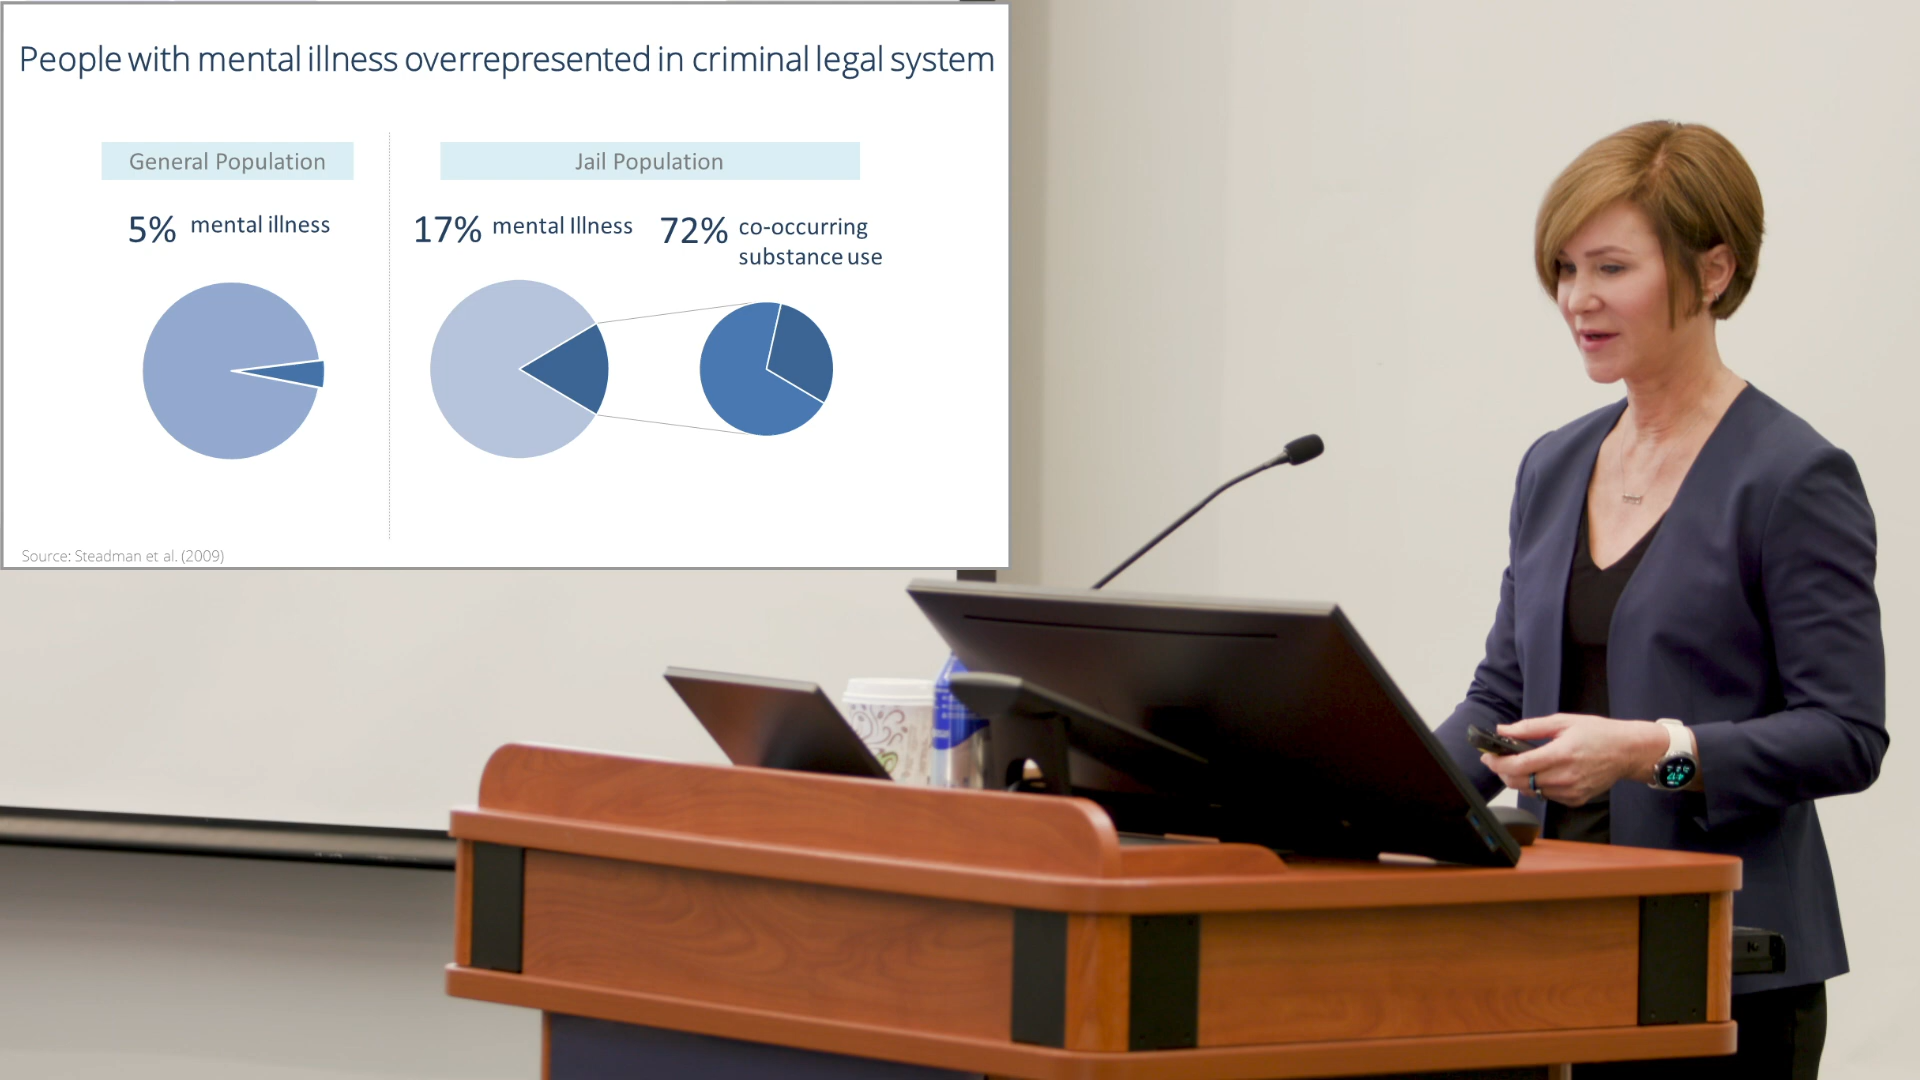 People with mental illness overrepresented in criminal legal system
General Population
Jail Population
5% mental illness
17% mental Illness
72% co-occurring
substance use
Source: Steadman et al. (2009)